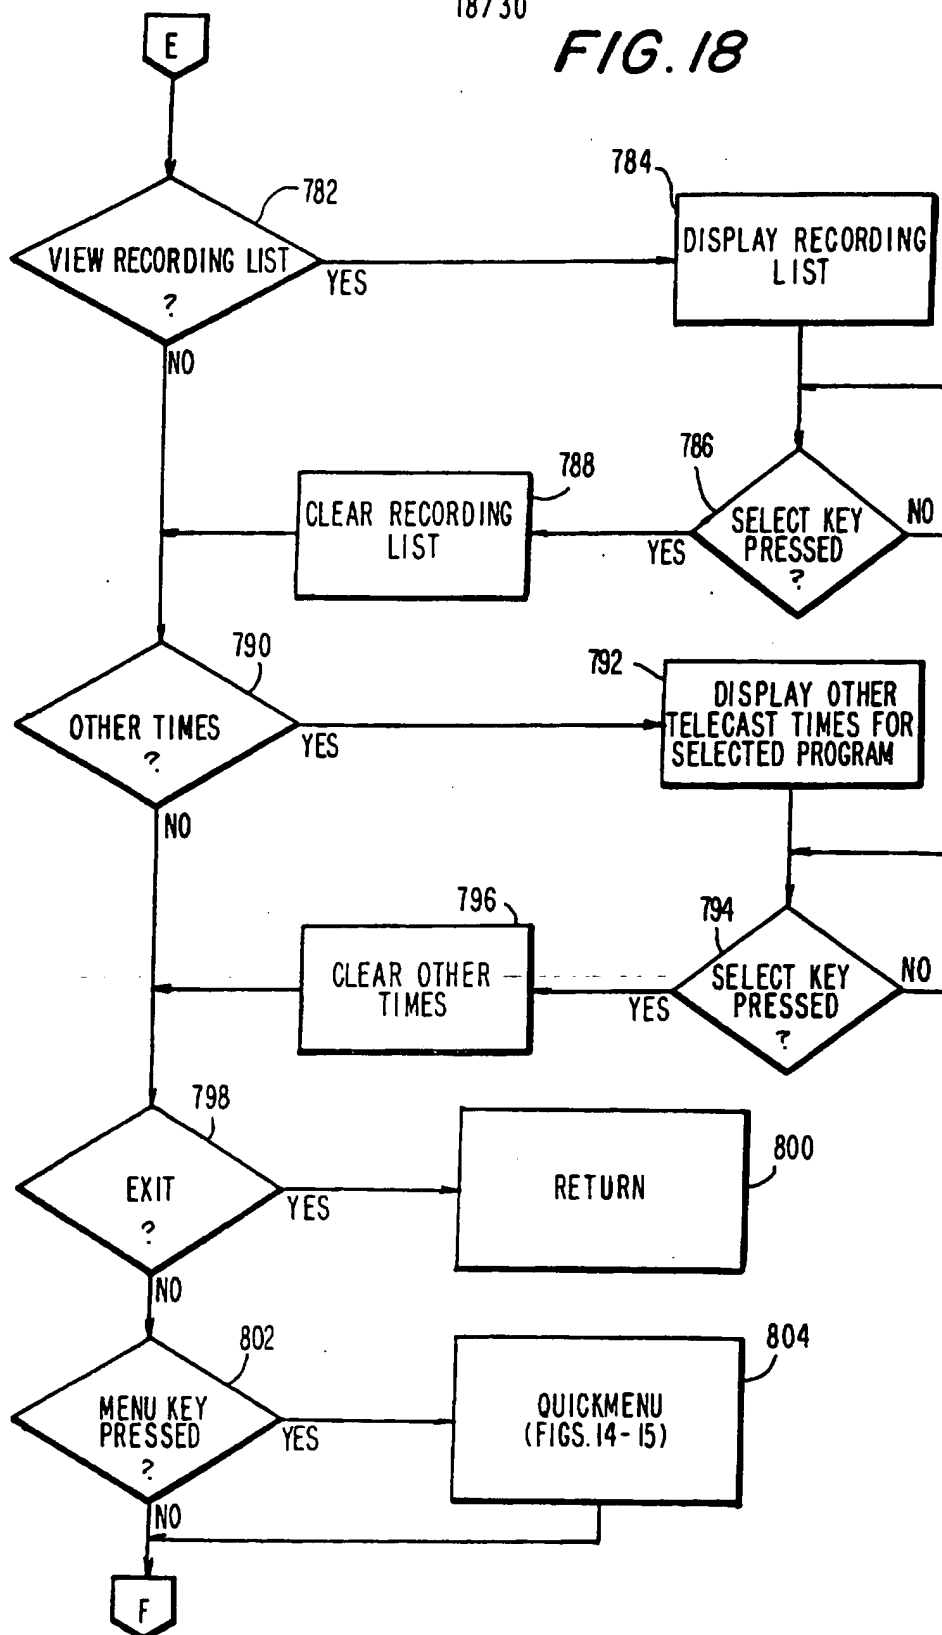 18/30
FIG. 18
E
782
VIEW RECORDING LIST
?
YES
NO
784
DISPLAY RECORDING
LIST
786
SELECT KEY
PRESSED
?
NO
YES
788
CLEAR RECORDING
LIST
790
OTHER TIMES
?
YES
NO
792
DISPLAY OTHER
TELECAST TIMES FOR
SELECTED PROGRAM
794
SELECT KEY
PRESSED
?
NO
YES
796
CLEAR OTHER
TIMES
798
EXIT
?
YES
NO
800
RETURN
802
MENU KEY
PRESSED
?
YES
NO
804
QUICKMENU
(FIGS. 14-15)
F